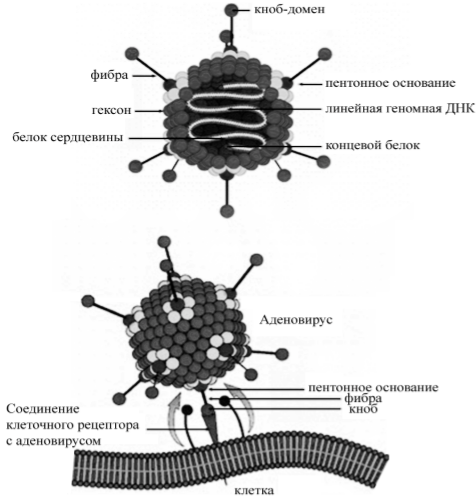 кноб-домен
фибра
пентонное основание
гексон
линейная геномная ДНК
белок сердцевины
концевой белок
Аденовирус
пентонное основание
фибра
кноб
Соединение
клеточного рецептора
с аденовирусом
клетка